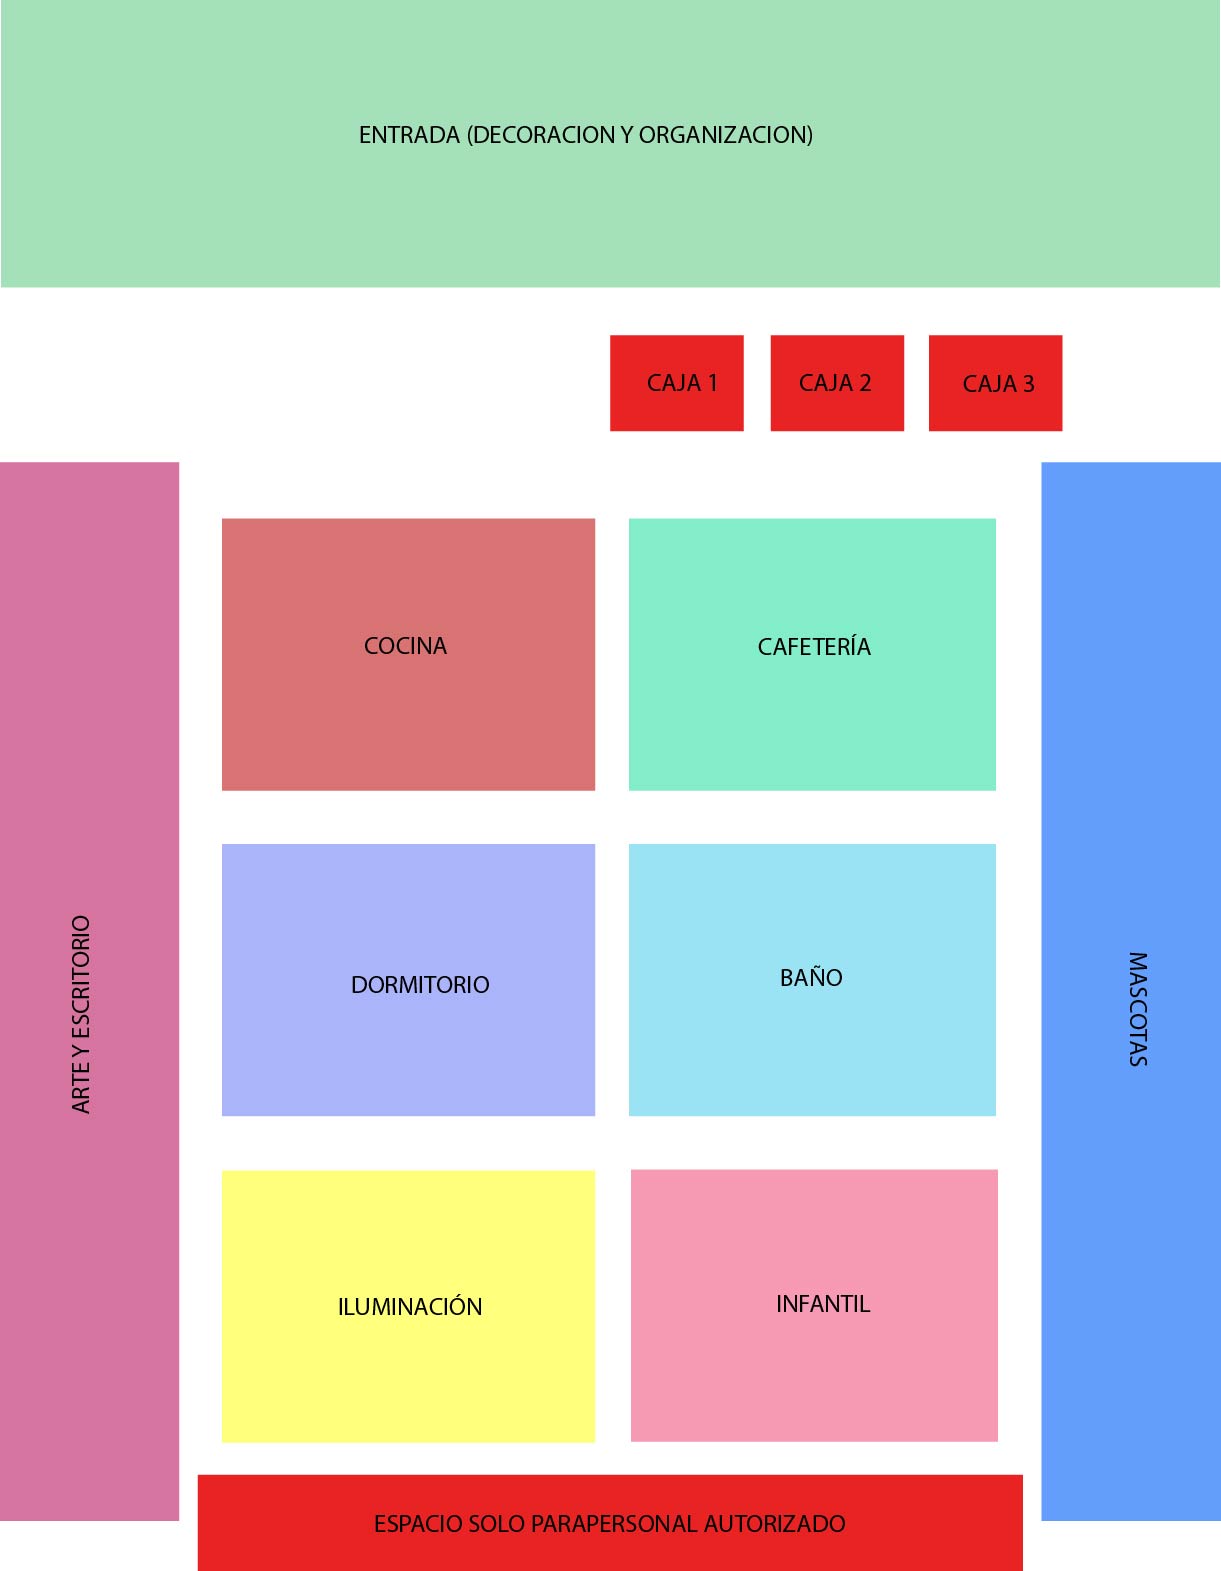 ENTRADA (DECORACION Y ORGANIZACION)
CAJA 1
CAJA 2
CAJA 3
COCINA
CAFETERÍA
ARTE Y ESCRITORIO
DORMITORIO
BAÑO
MASCOTAS
ILUMINACIÓN
INFANTIL
ESPACIO SOLO PARAPERSONAL AUTORIZADO